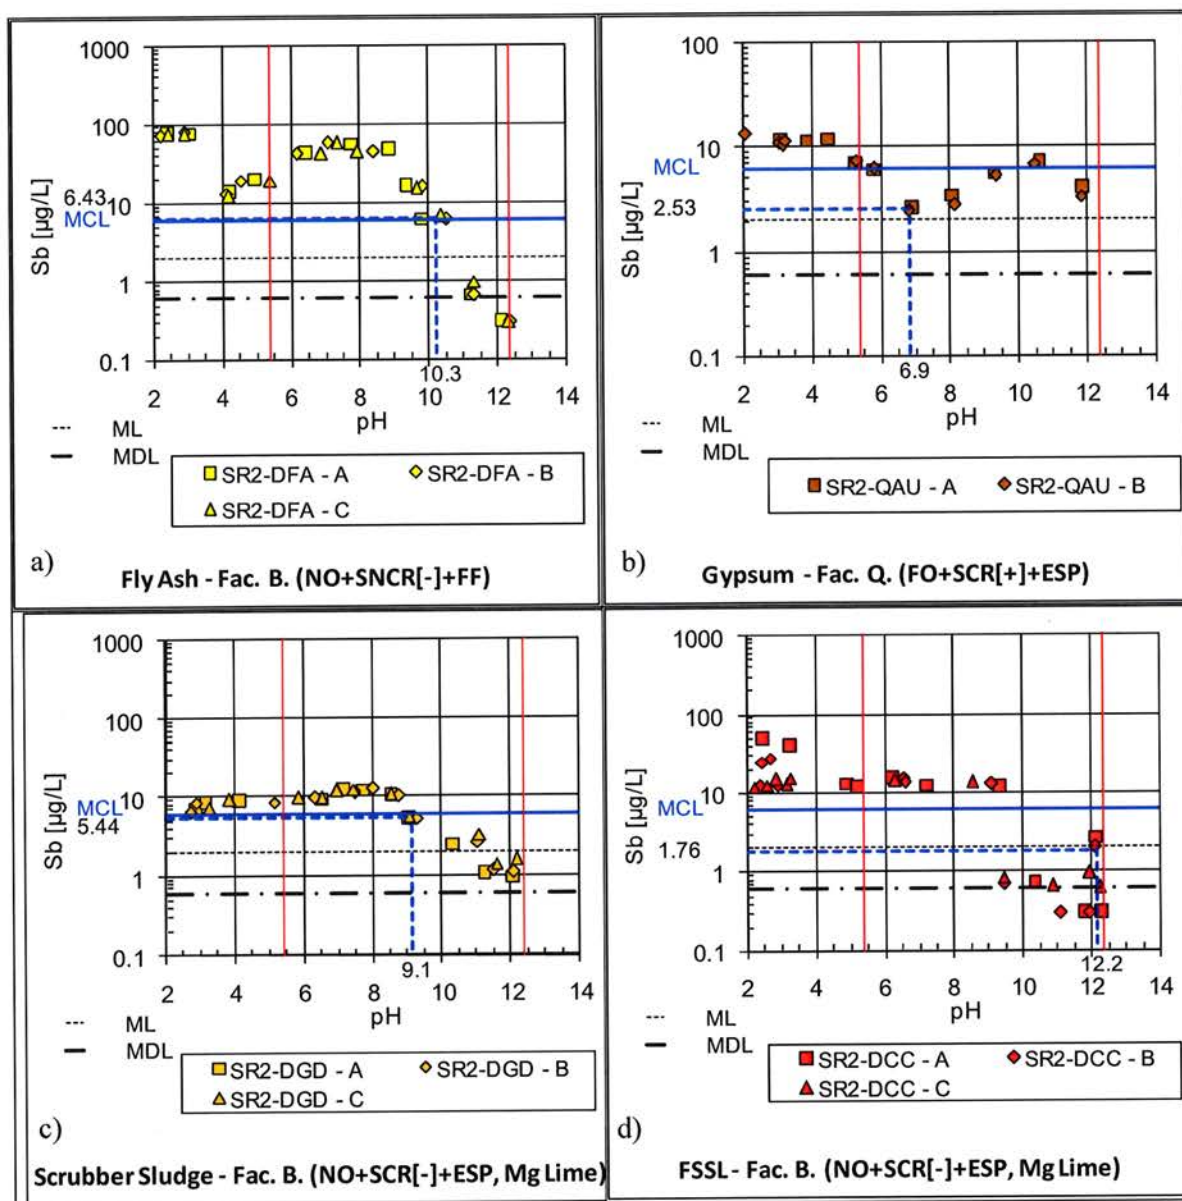 1000
100
10
6.43
MCL
1
0.1
Sb [µg/L]
10.3
2 4 6 8 10 12 14
pH
--- ML
— MDL
SR2-DFA - A SR2-DFA - B
SR2-DFA - C
a)
Fly Ash - Fac. B. (NO+SNCR[-]+FF)
100
10
MCL
2.53
1
0.1
Sb [µg/L]
6.9
2 4 6 8 10 12 14
pH
--- ML
— MDL
SR2-QAU - A SR2-QAU - B
b)
Gypsum - Fac. Q. (FO+SCR[+]+ESP)
1000
100
10
MCL
5.44
1
0.1
Sb [µg/L]
9.1
2 4 6 8 10 12 14
pH
--- ML
— MDL
SR2-DGD - A SR2-DGD - B
SR2-DGD - C
c)
Scrubber Sludge - Fac. B. (NO+SCR[-]+ESP, Mg Lime)
1000
100
10
MCL
1.76
1
0.1
Sb [µg/L]
12.2
2 4 6 8 10 12 14
pH
--- ML
— MDL
SR2-DCC - A SR2-DCC - B
SR2-DCC - C
d)
FSSL - Fac. B. (NO+SCR[-]+ESP, Mg Lime)